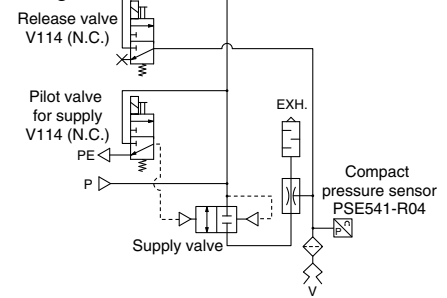 Release valve
V114 (N.C.)
Pilot valve
for supply
V114 (N.C.)
PE
P
EXH.
Compact
pressure sensor
PSE541-R04
P
Supply valve
V